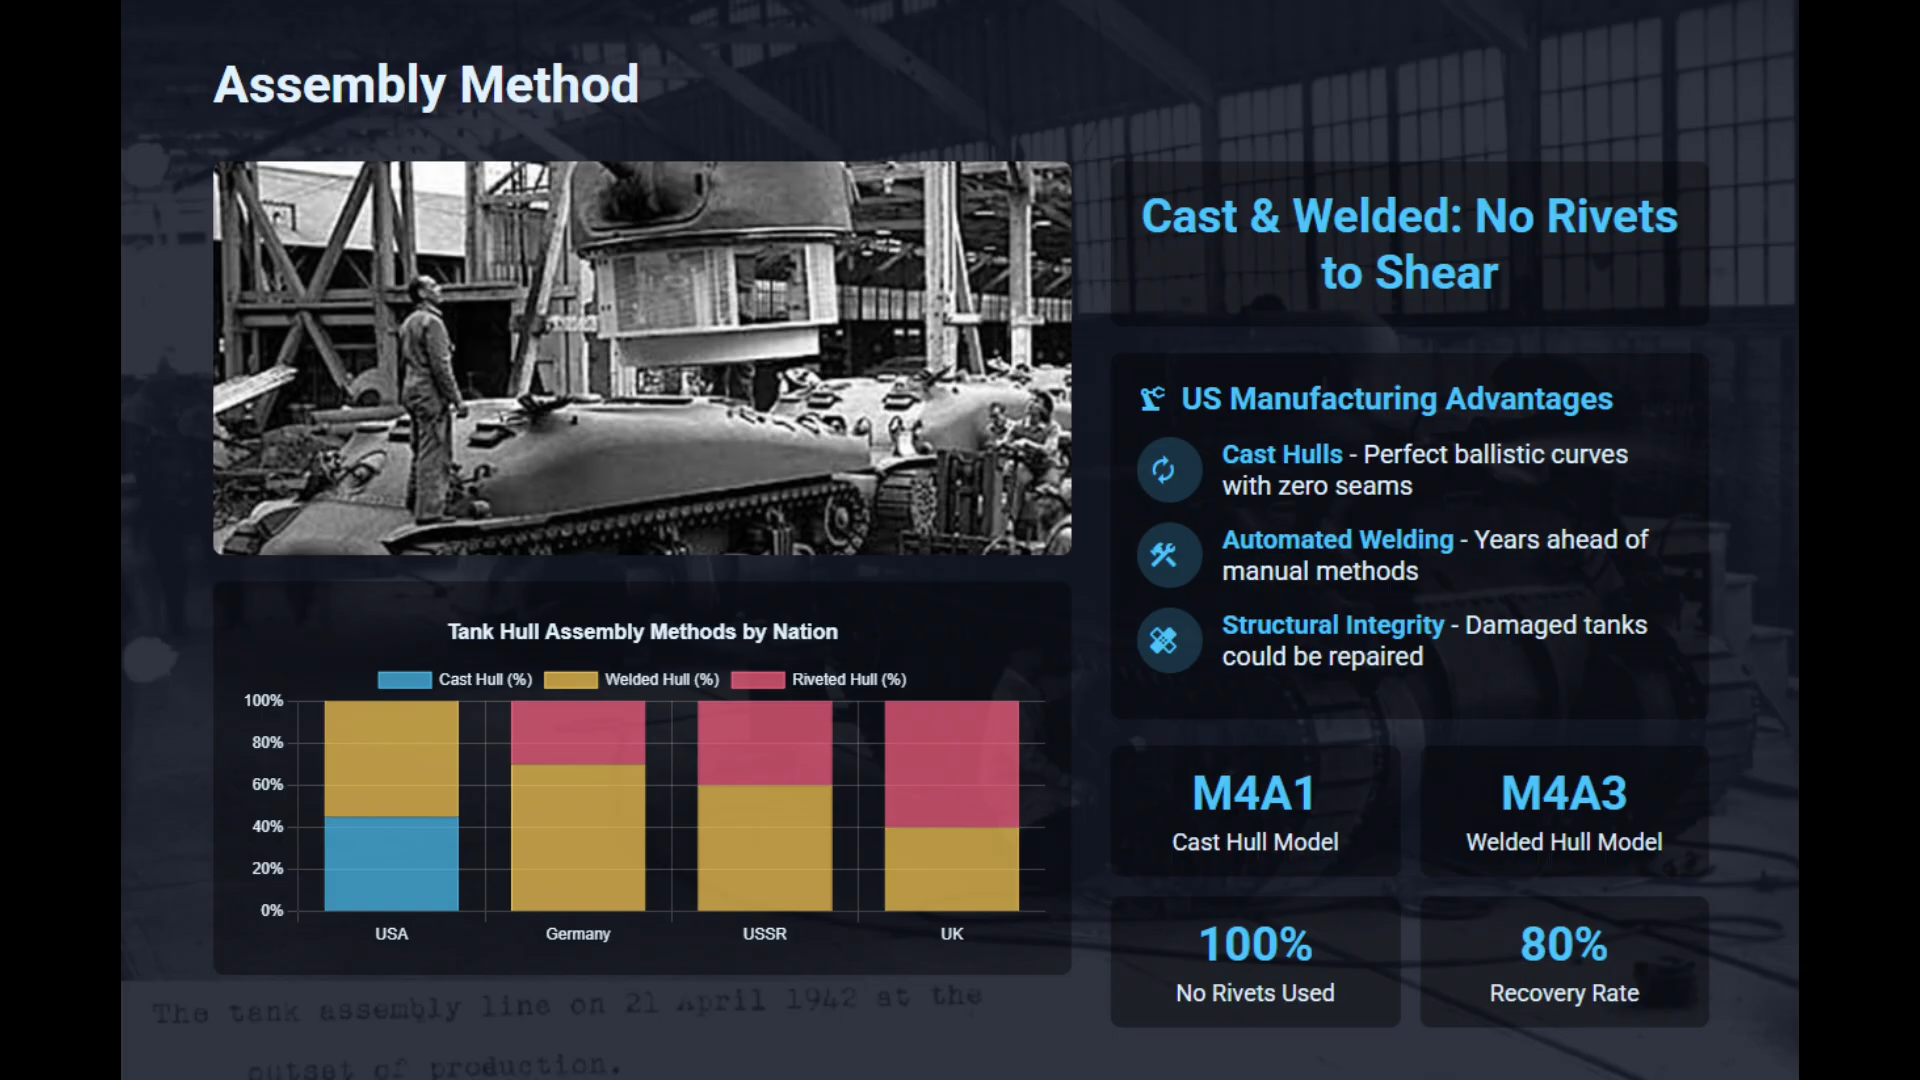 Assembly Method
Cast & Welded: No Rivets
to Shear
US Manufacturing Advantages
Cast Hulls - Perfect ballistic curves
with zero seams
Automated Welding - Years ahead of
manual methods
Structural Integrity - Damaged tanks
could be repaired
Tank Hull Assembly Methods by Nation
Cast Hull (%) Welded Hull (%) Riveted Hull (%)
100%
80%
60%
40%
20%
0%
USA Germany USSR UK
M4A1
Cast Hull Model
M4A3
Welded Hull Model
100%
No Rivets Used
80%
Recovery Rate
The tank assembly line on 21 April 1942 at the
outset of production.